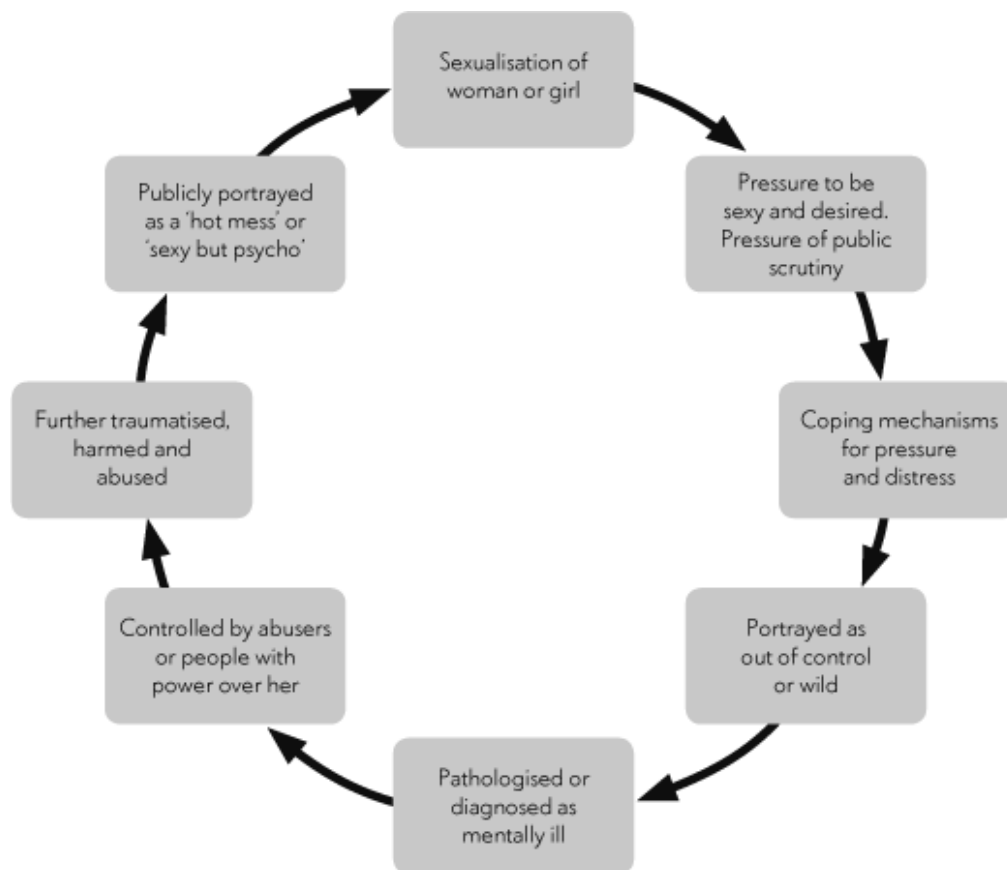 Sexualisation of
woman or girl
Pressure to be
sexy and desired.
Pressure of public
scrutiny
Coping mechanisms
for pressure
and distress
Portrayed as
out of control
or wild
Pathologised or
diagnosed as
mentally ill
Controlled by abusers
or people with
power over her
Further traumatised,
harmed and
abused
Publicly portrayed
as a ‘hot mess’ or
‘sexy but psycho’